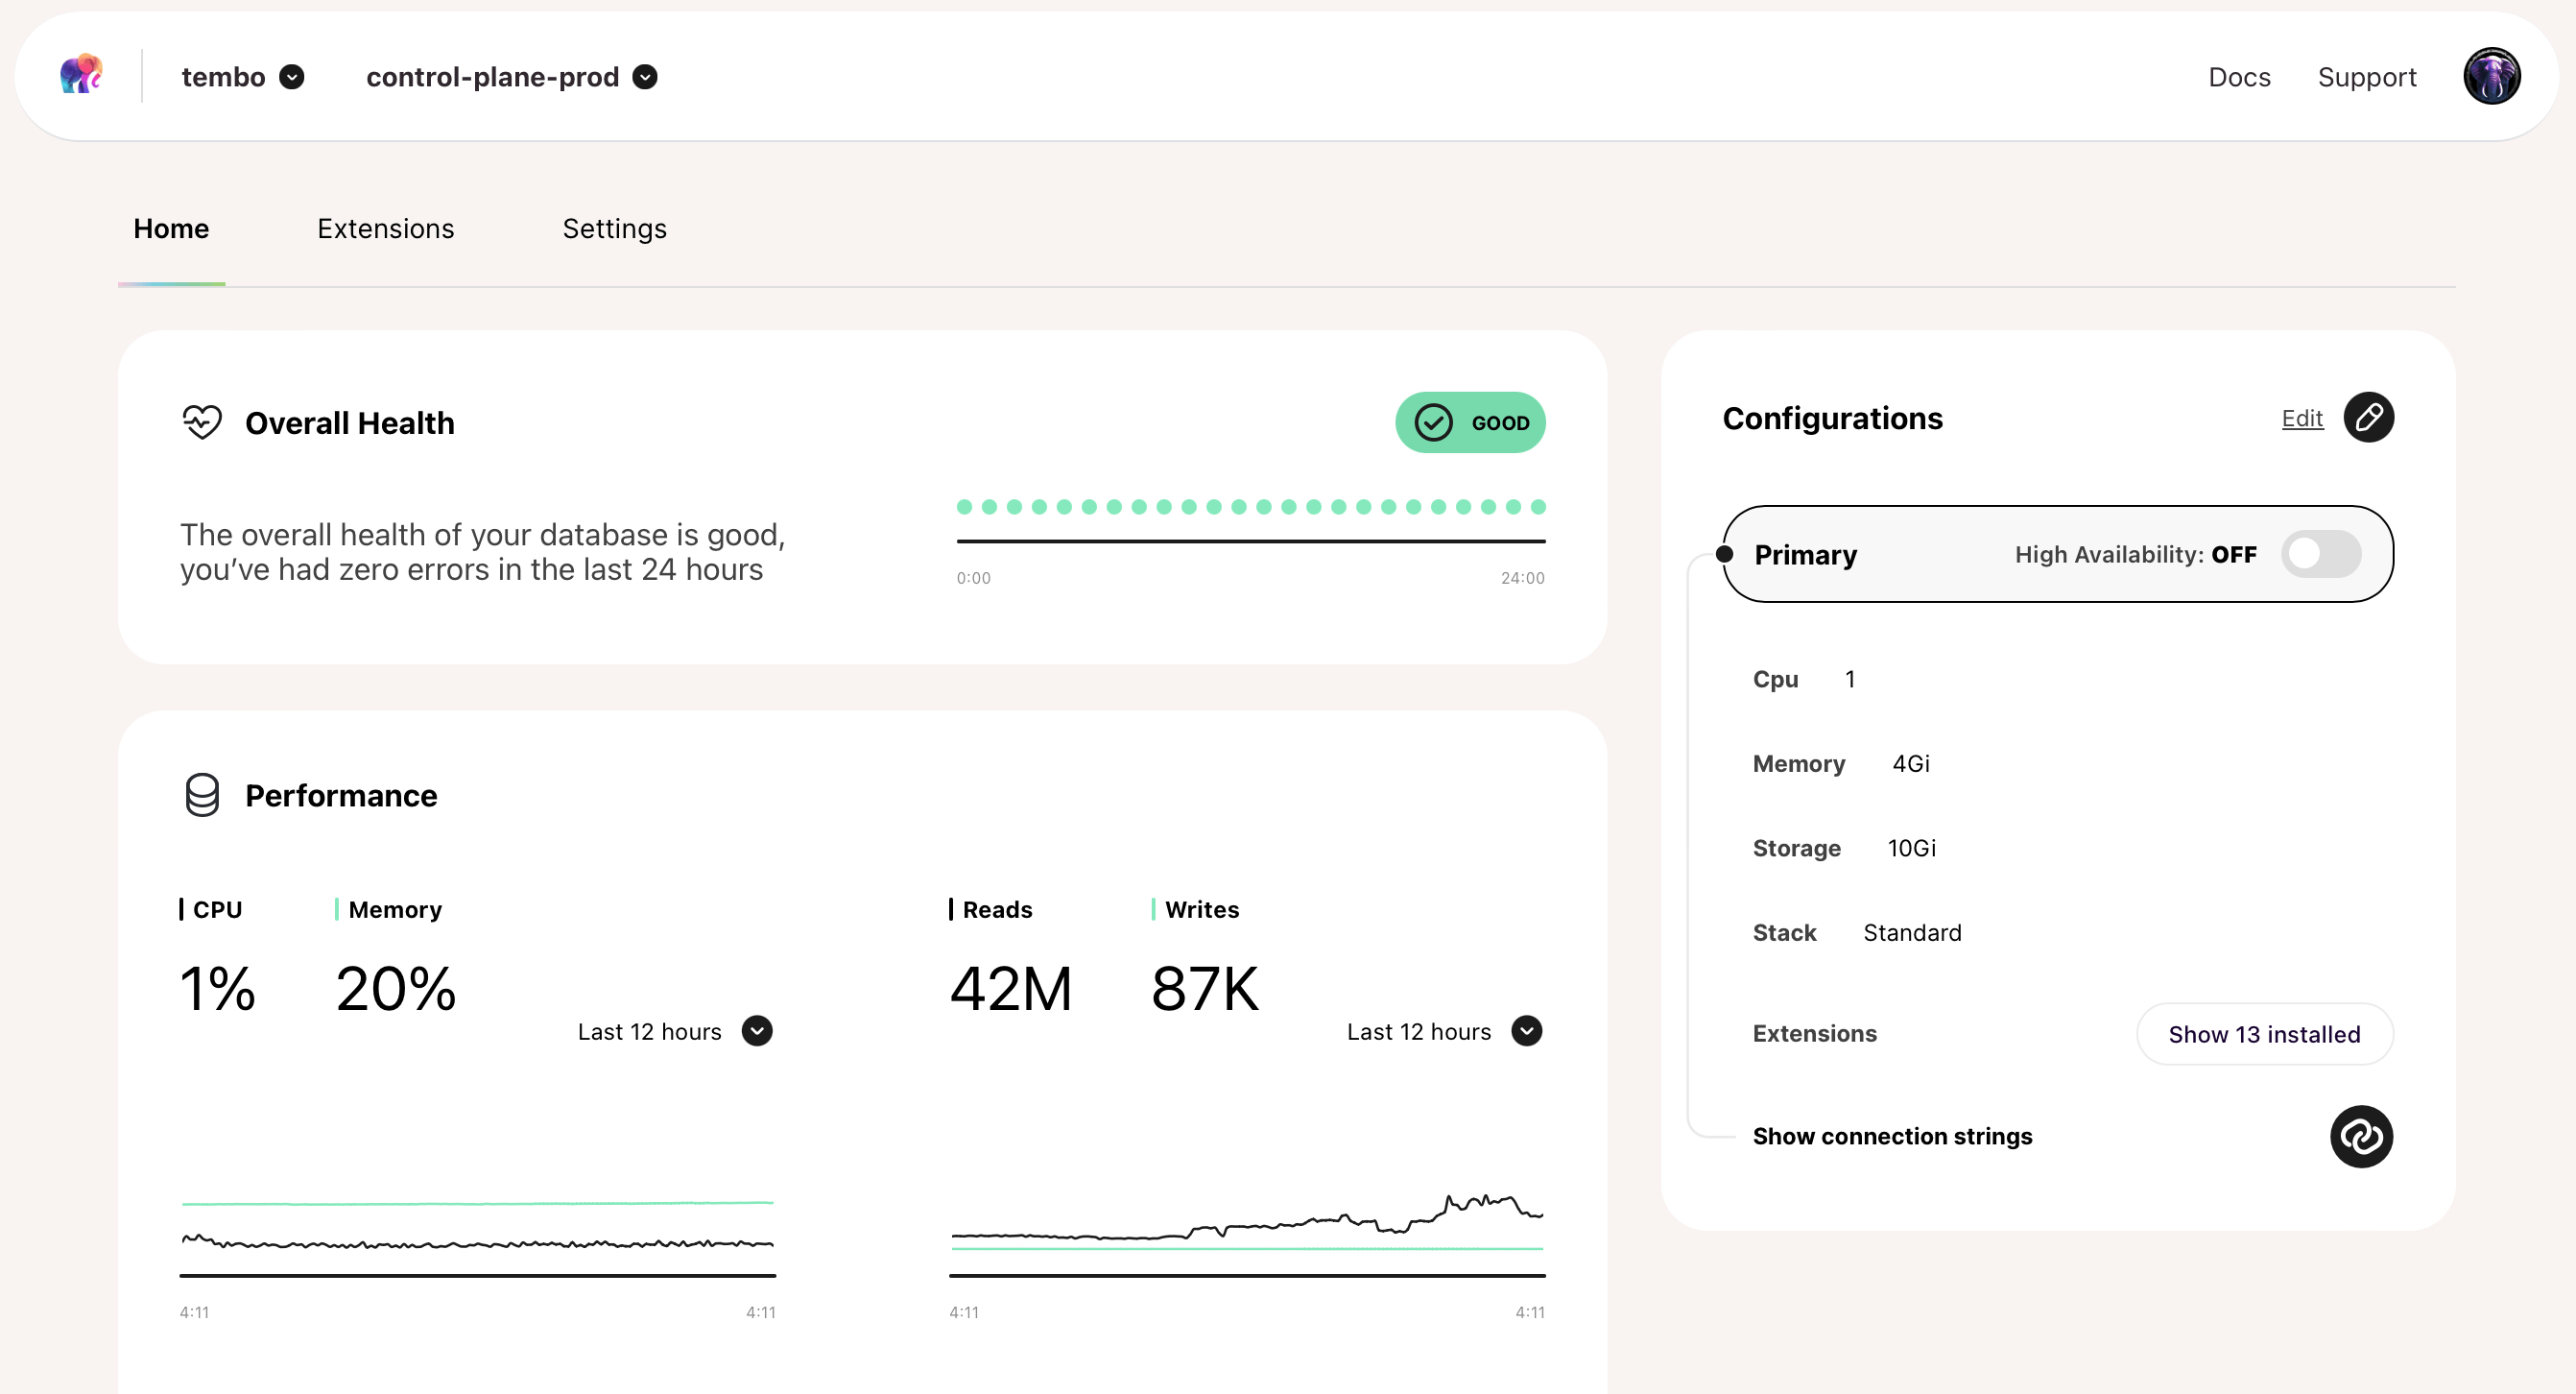 tembo
control-plane-prod
Docs
Support
Home
Extensions
Settings
Overall Health
GOOD
The overall health of your database is good,
you’ve had zero errors in the last 24 hours
0:00
24:00
Performance
CPU
Memory
1%
20%
Last 12 hours
4:11
4:11
Reads
Writes
42M
87K
Last 12 hours
4:11
4:11
Configurations
Edit
Primary
High Availability: OFF
Cpu 1
Memory 4Gi
Storage 10Gi
Stack Standard
Extensions
Show 13 installed
Show connection strings